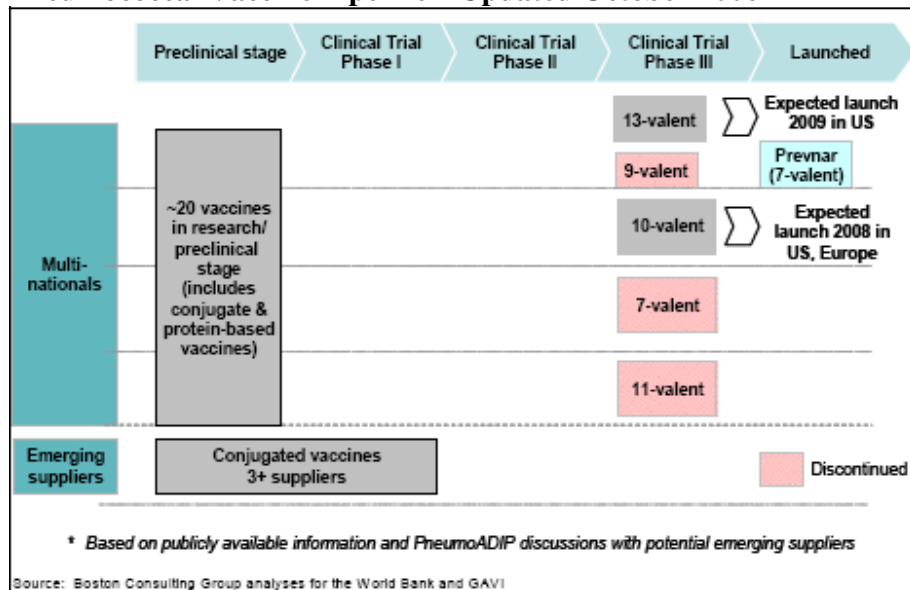 Preclinical stage
Clinical Trial
Phase I
Clinical Trial
Phase II
Clinical Trial
Phase III
Launched
Multi-
nationals
~20 vaccines
in research/
preclinical
stage
(includes
conjugate &
protein-based
vaccines)
13-valent
Expected launch
2009 in US
9-valent
Prevnar
(7-valent)
10-valent
Expected
launch 2008 in
US, Europe
7-valent
11-valent
Emerging
suppliers
Conjugated vaccines
3+ suppliers
Discontinued
* Based on publicly available information and PneumoADIP discussions with potential emerging suppliers
Source: Boston Consulting Group analyses for the World Bank and GAVI